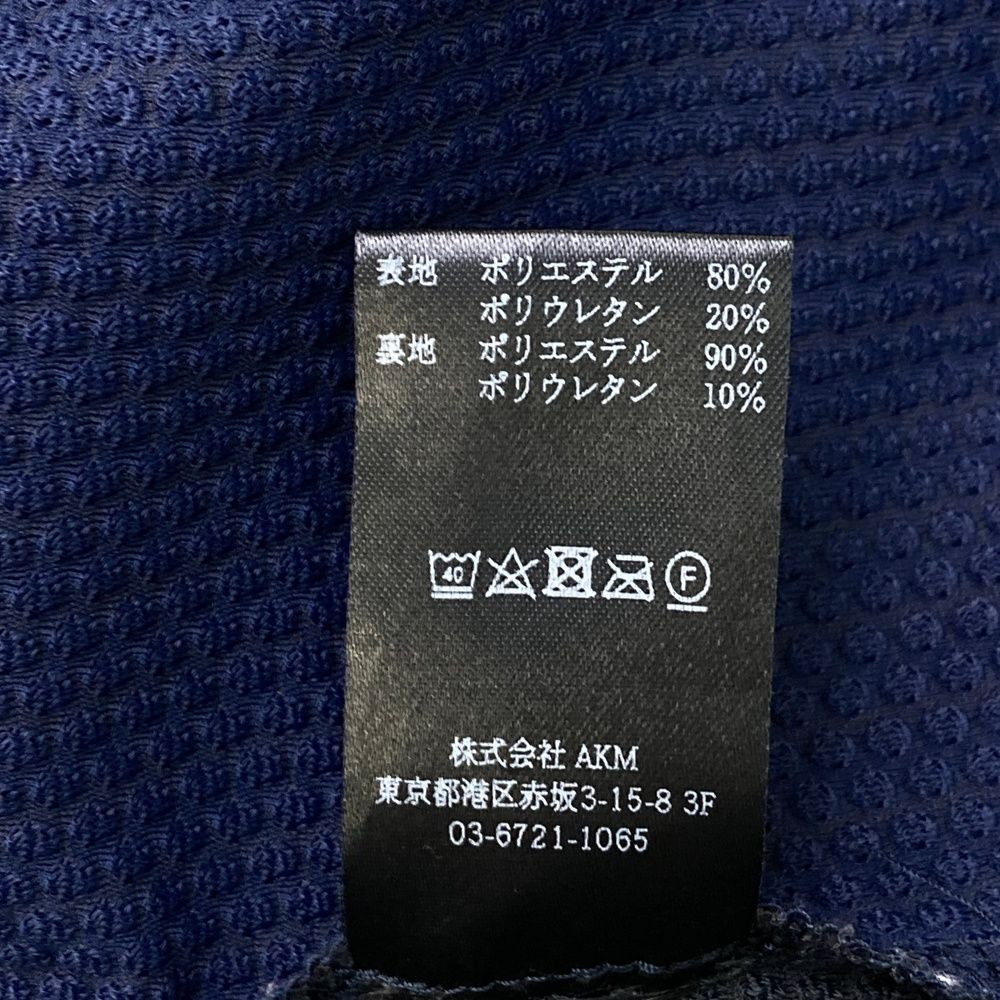 表地 ポリエステル 80%
ポリウレタン 20%
裏地 ポリエステル 90%
ポリウレタン 10%
40 F
株式会社 AKM
東京都港区赤坂3-15-8 3F
03-6721-1065